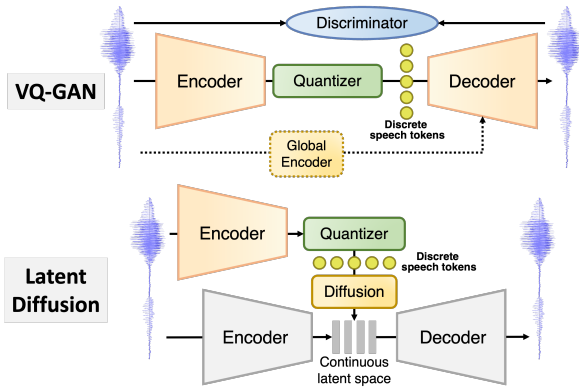 Discriminator
VQ-GAN
Encoder
Quantizer
Decoder
Discrete
speech tokens
Global
Encoder
Latent
Diffusion
Encoder
Quantizer
Discrete
speech tokens
Diffusion
Encoder
Decoder
Continuous
latent space